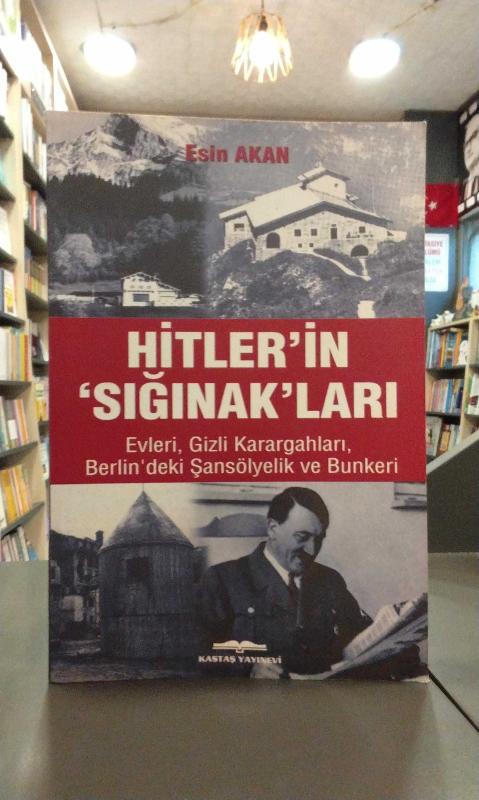 Esin AKAN
HİTLER'İN
'SIĞINAK'LARI
Evleri, Gizli Karargahları,
Berlin'deki Şansölyelik ve Bunkeri
KASTAŞ YAYINEVİ